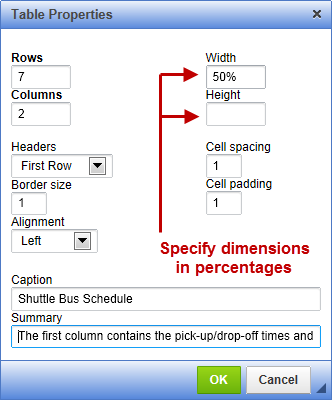 Table Properties
Rows
7
Columns
2
Width
50%
Height
Headers
First Row
Border size
1
Alignment
Left
Cell spacing
1
Cell padding
1
Specify dimensions
in percentages
Caption
Shuttle Bus Schedule
Summary
The first column contains the pick-up/drop-off times and
OK
Cancel